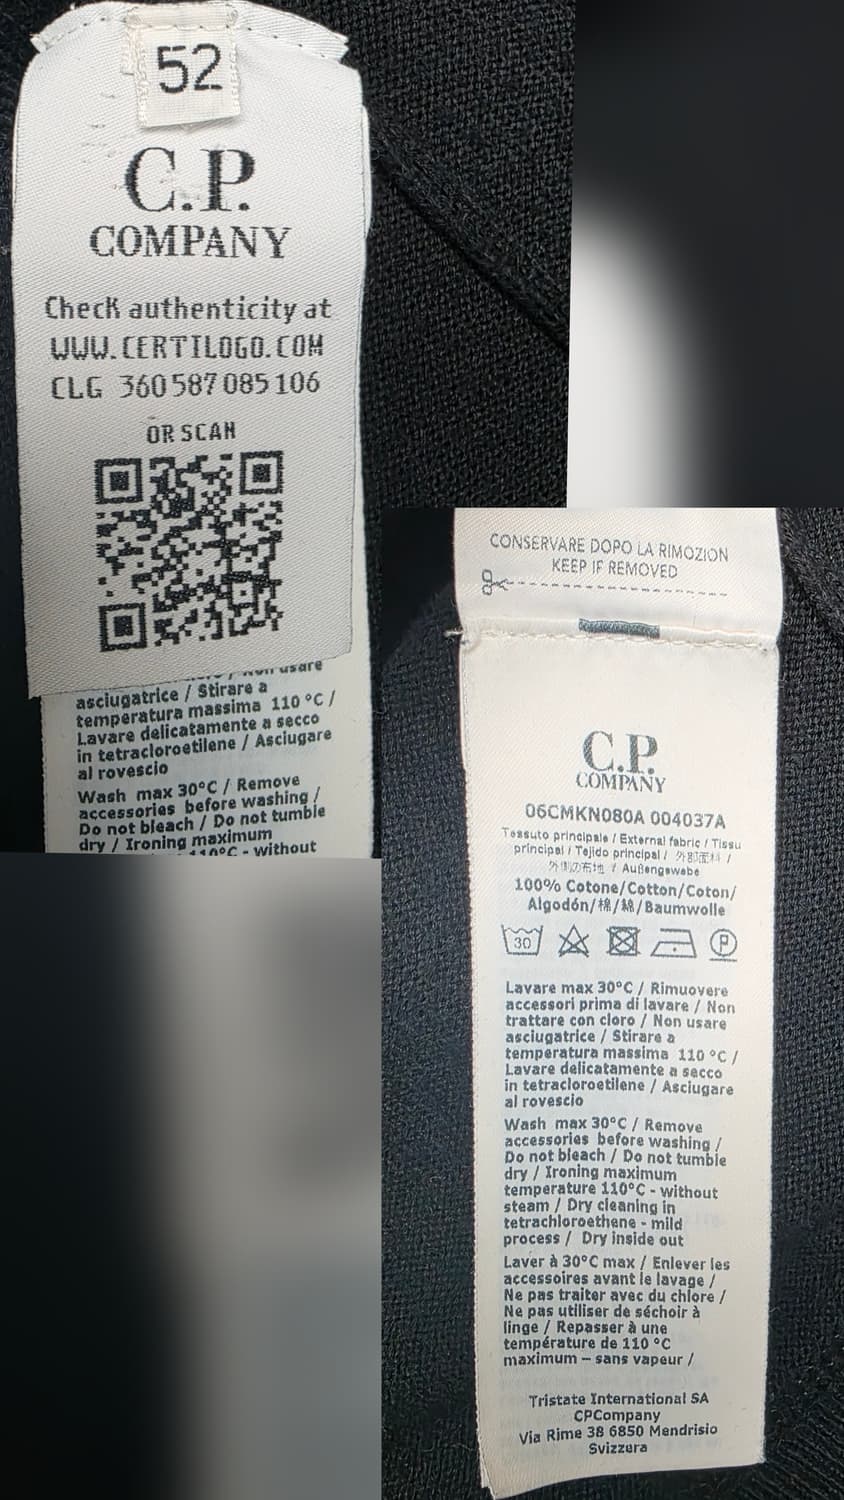 52
C.P.
COMPANY
Check authenticity at
WWW.CERTILOGO.COM
CLG 360587085106
OR SCAN
Non usare
asciugatrice / Stirare a
temperatura massima 110 °C /
Lavare delicatamente a secco
in tetracloroetilene / Asciugare
al rovescio
Wash max 30°C / Remove
accessories before washing /
Do not bleach / Do not tumble
dry / Ironing maximum
110°C - without
CONSERVARE DOPO LA RIMOZION
KEEP IF REMOVED
C.P.
COMPANY
06CMKN080A 004037A
Tessuto principale / External fabric / Tissu
principal / Tejido principal / 外部面料 /
外側の布地 / Außengewebe
100% Cotone/Cotton/Coton/
Algodón/棉/綿/Baumwolle
30 P
Lavare max 30°C / Rimuovere
accessori prima di lavare / Non
trattare con cloro / Non usare
asciugatrice / Stirare a
temperatura massima 110 °C /
Lavare delicatamente a secco
in tetracloroetilene / Asciugare
al rovescio
Wash max 30°C / Remove
accessories before washing /
Do not bleach / Do not tumble
dry / Ironing maximum
temperature 110°C - without
steam / Dry cleaning in
tetrachloroethene - mild
process / Dry inside out
Laver à 30°C max / Enlever les
accessoires avant le lavage /
Ne pas traiter avec du chlore /
Ne pas utiliser de séchoir à
linge / Repasser à une
température de 110 °C
maximum – sans vapeur /
Tristate International SA
CPCompany
Via Rime 38 6850 Mendrisio
Svizzera